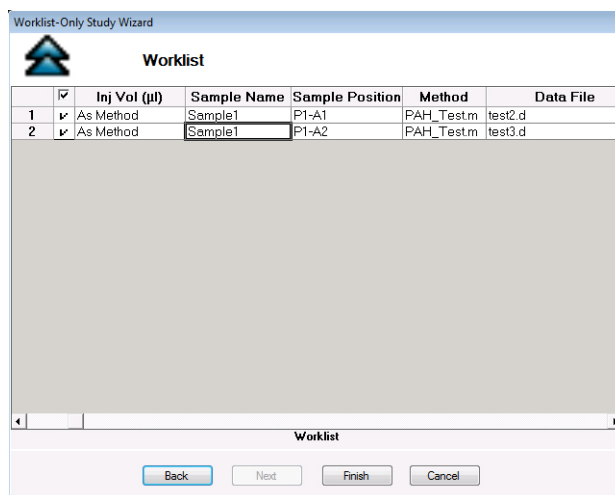 Worklist-Only Study Wizard
Worklist
Inj Vol (µl) Sample Name Sample Position Method Data File
1 As Method Sample1 P1-A1 PAH_Test.m test2.d
2 As Method Sample1 P1-A2 PAH_Test.m test3.d
Worklist
Back Next Finish Cancel